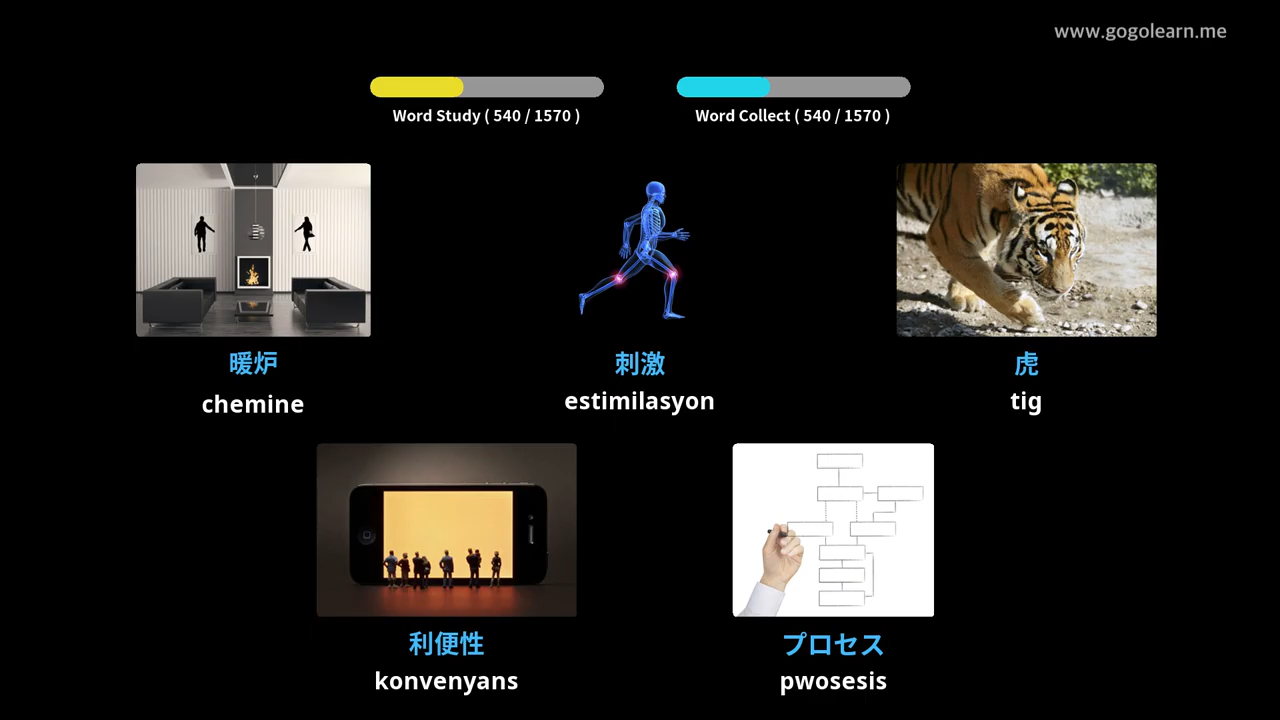 www.gogolearn.me
Word Study ( 540 / 1570 )
Word Collect ( 540 / 1570 )
暖炉
chemine
刺激
estimilasyon
虎
tig
利便性
konvenyans
プロセス
pwosesis